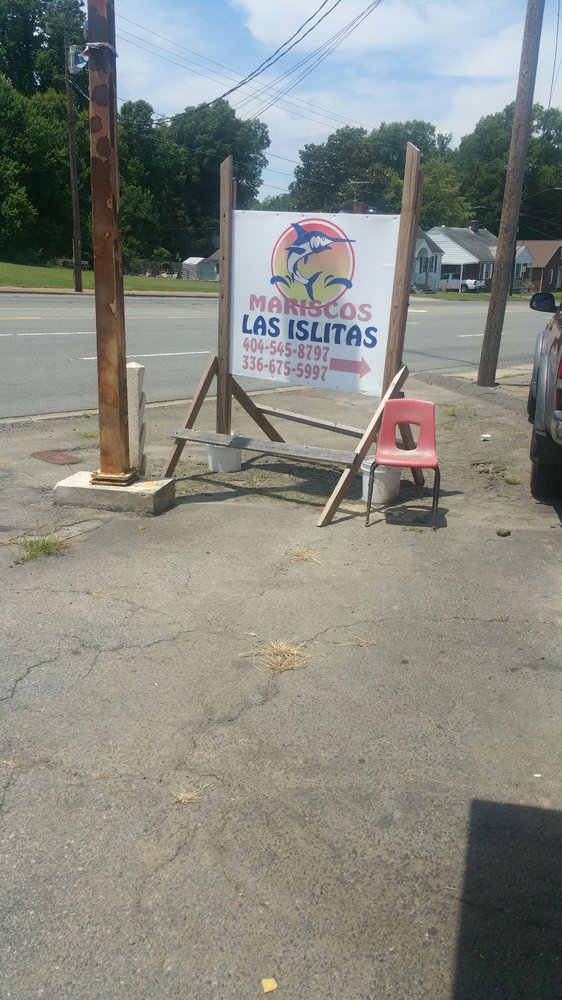 MARISCOS
LAS ISLITAS
404-545-8797
336-675-5997